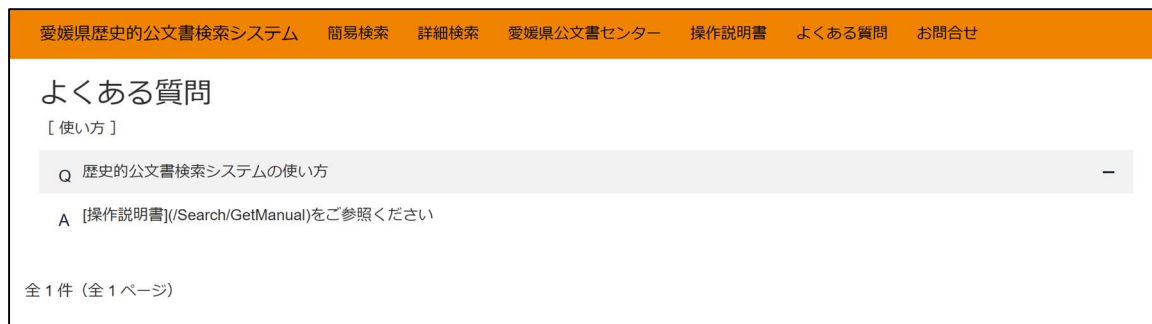 愛媛県歴史的公文書検索システム 簡易検索 詳細検索 愛媛県公文書センター 操作説明書 よくある質問 お問合せ
よくある質問
[ 使い方 ]
Q 歴史的公文書検索システムの使い方 −
A [操作説明書](/Search/GetManual)をご参照ください
全 1 件（全 1 ページ）